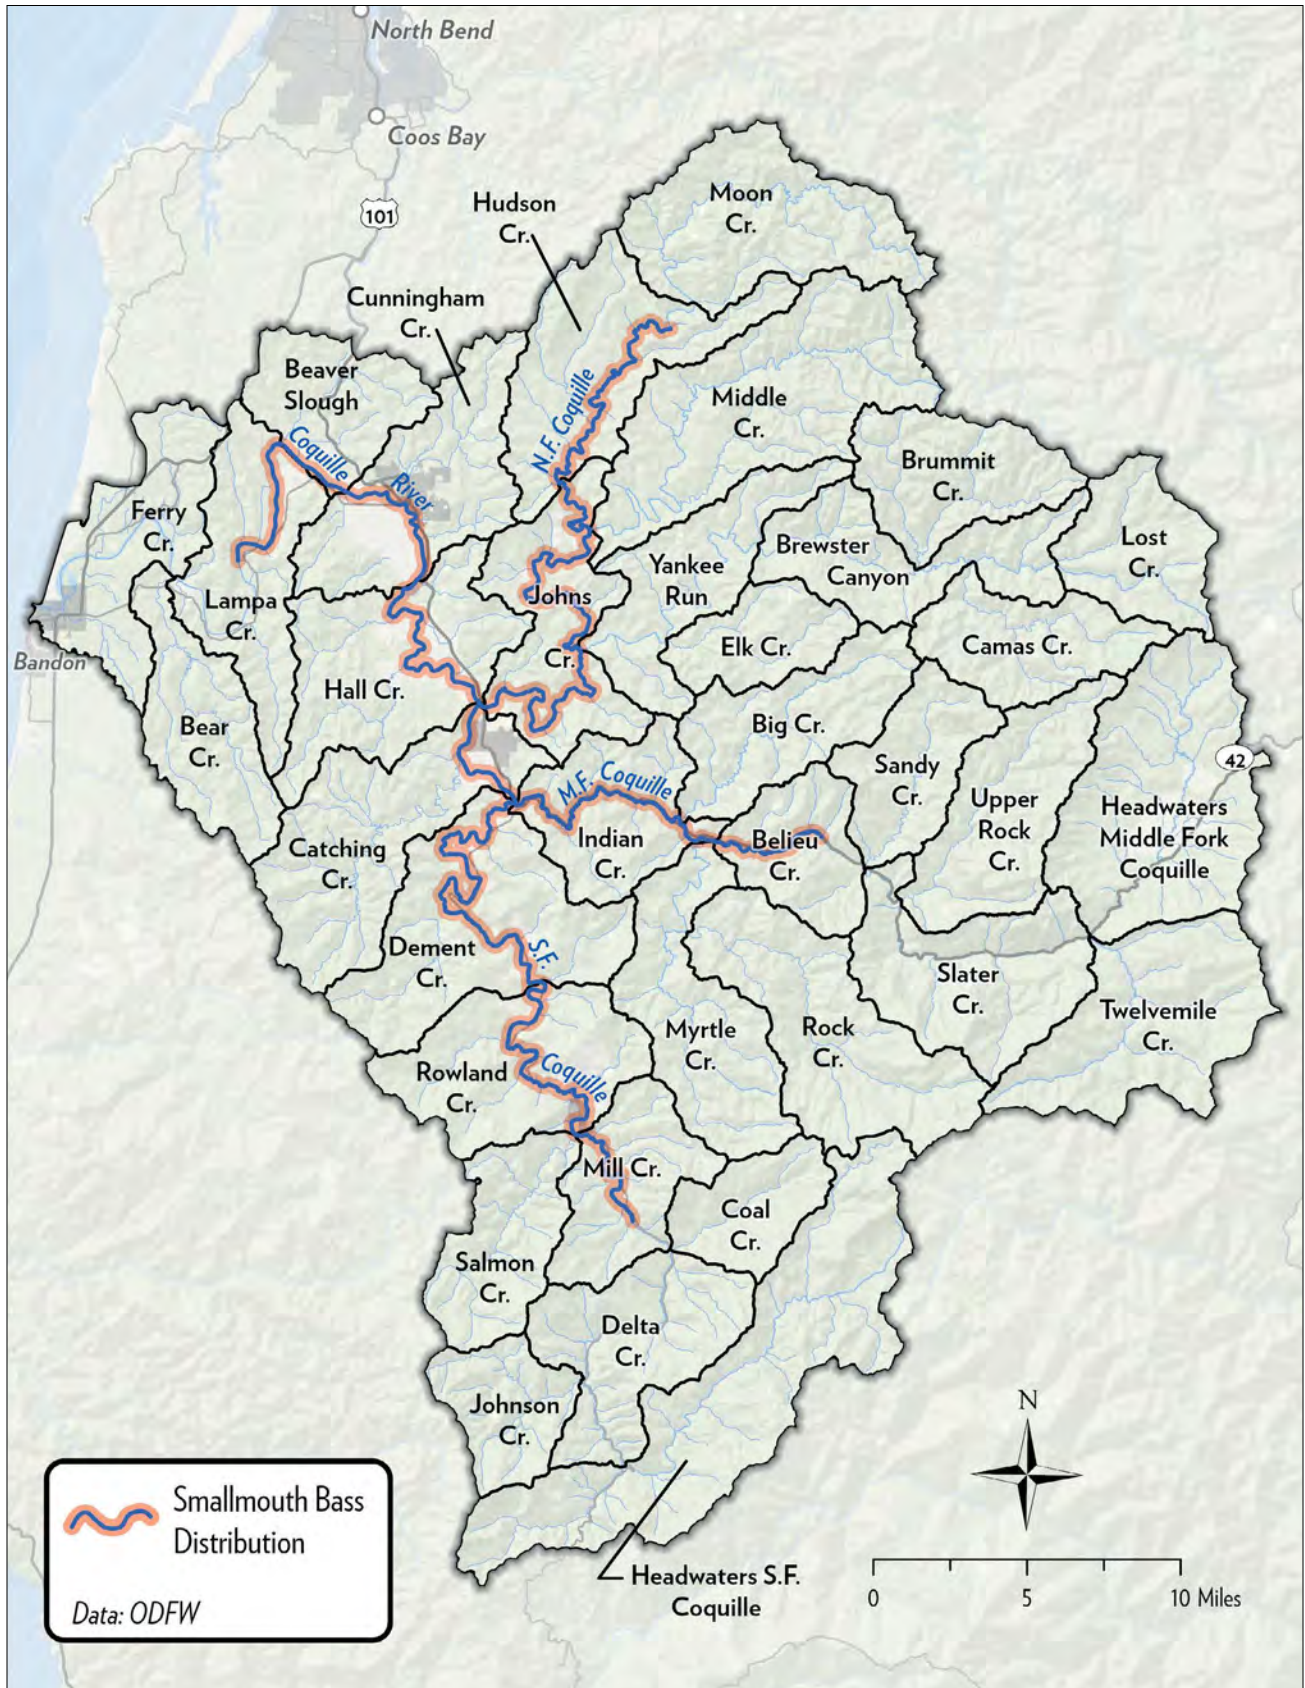 North Bend
Coos Bay
101
Moon
Cr.
Hudson
Cr.
Cunningham
Cr.
Beaver
Slough
Coquille
River
N.F. Coquille
Middle
Cr.
Brummit
Cr.
Lost
Cr.
Ferry
Cr.
Brewster
Canyon
Yankee
Run
Johns
Cr.
Lampa
Cr.
Elk Cr.
Camas Cr.
Bandon
Hall Cr.
Bear
Cr.
Big Cr.
Sandy
Cr.
42
M.F. Coquille
Upper
Rock
Cr.
Headwaters
Middle Fork
Coquille
Indian
Cr.
Belieu
Cr.
Catching
Cr.
Dement
Cr.
S.F.
Coquille
Slater
Cr.
Twelvemile
Cr.
Myrtle
Cr.
Rock
Cr.
Rowland
Cr.
Mill Cr.
Coal
Cr.
Salmon
Cr.
Delta
Cr.
Johnson
Cr.
Headwaters S.F.
Coquille
N
0 5 10 Miles
Smallmouth Bass
Distribution
Data: ODFW